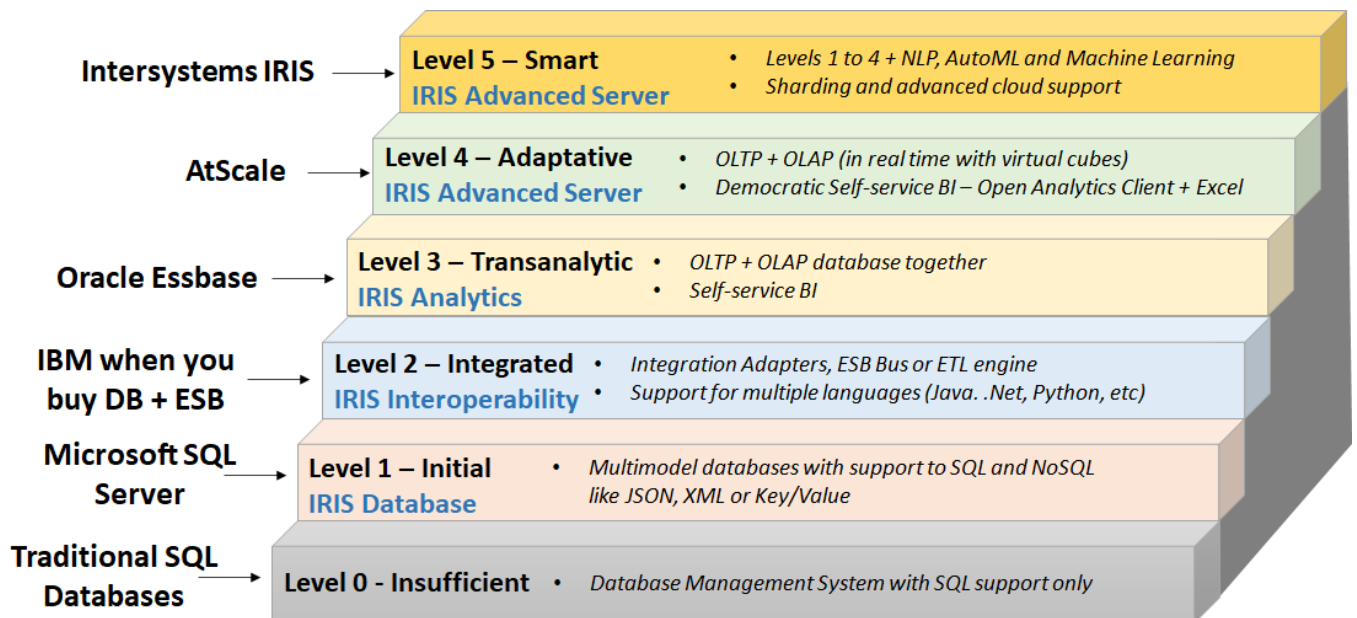 Intersystems IRIS
Level 5 – Smart
IRIS Advanced Server
• Levels 1 to 4 + NLP, AutoML and Machine Learning
• Sharding and advanced cloud support
AtScale
Level 4 – Adaptative
IRIS Advanced Server
• OLTP + OLAP (in real time with virtual cubes)
• Democratic Self-service BI – Open Analytics Client + Excel
Oracle Essbase
Level 3 – Transanalytic
IRIS Analytics
• OLTP + OLAP database together
• Self-service BI
IBM when you
buy DB + ESB
Level 2 – Integrated
IRIS Interoperability
• Integration Adapters, ESB Bus or ETL engine
• Support for multiple languages (Java. .Net, Python, etc)
Microsoft SQL
Server
Level 1 – Initial
IRIS Database
• Multimodel databases with support to SQL and NoSQL
like JSON, XML or Key/Value
Traditional SQL
Databases
Level 0 - Insufficient
• Database Management System with SQL support only